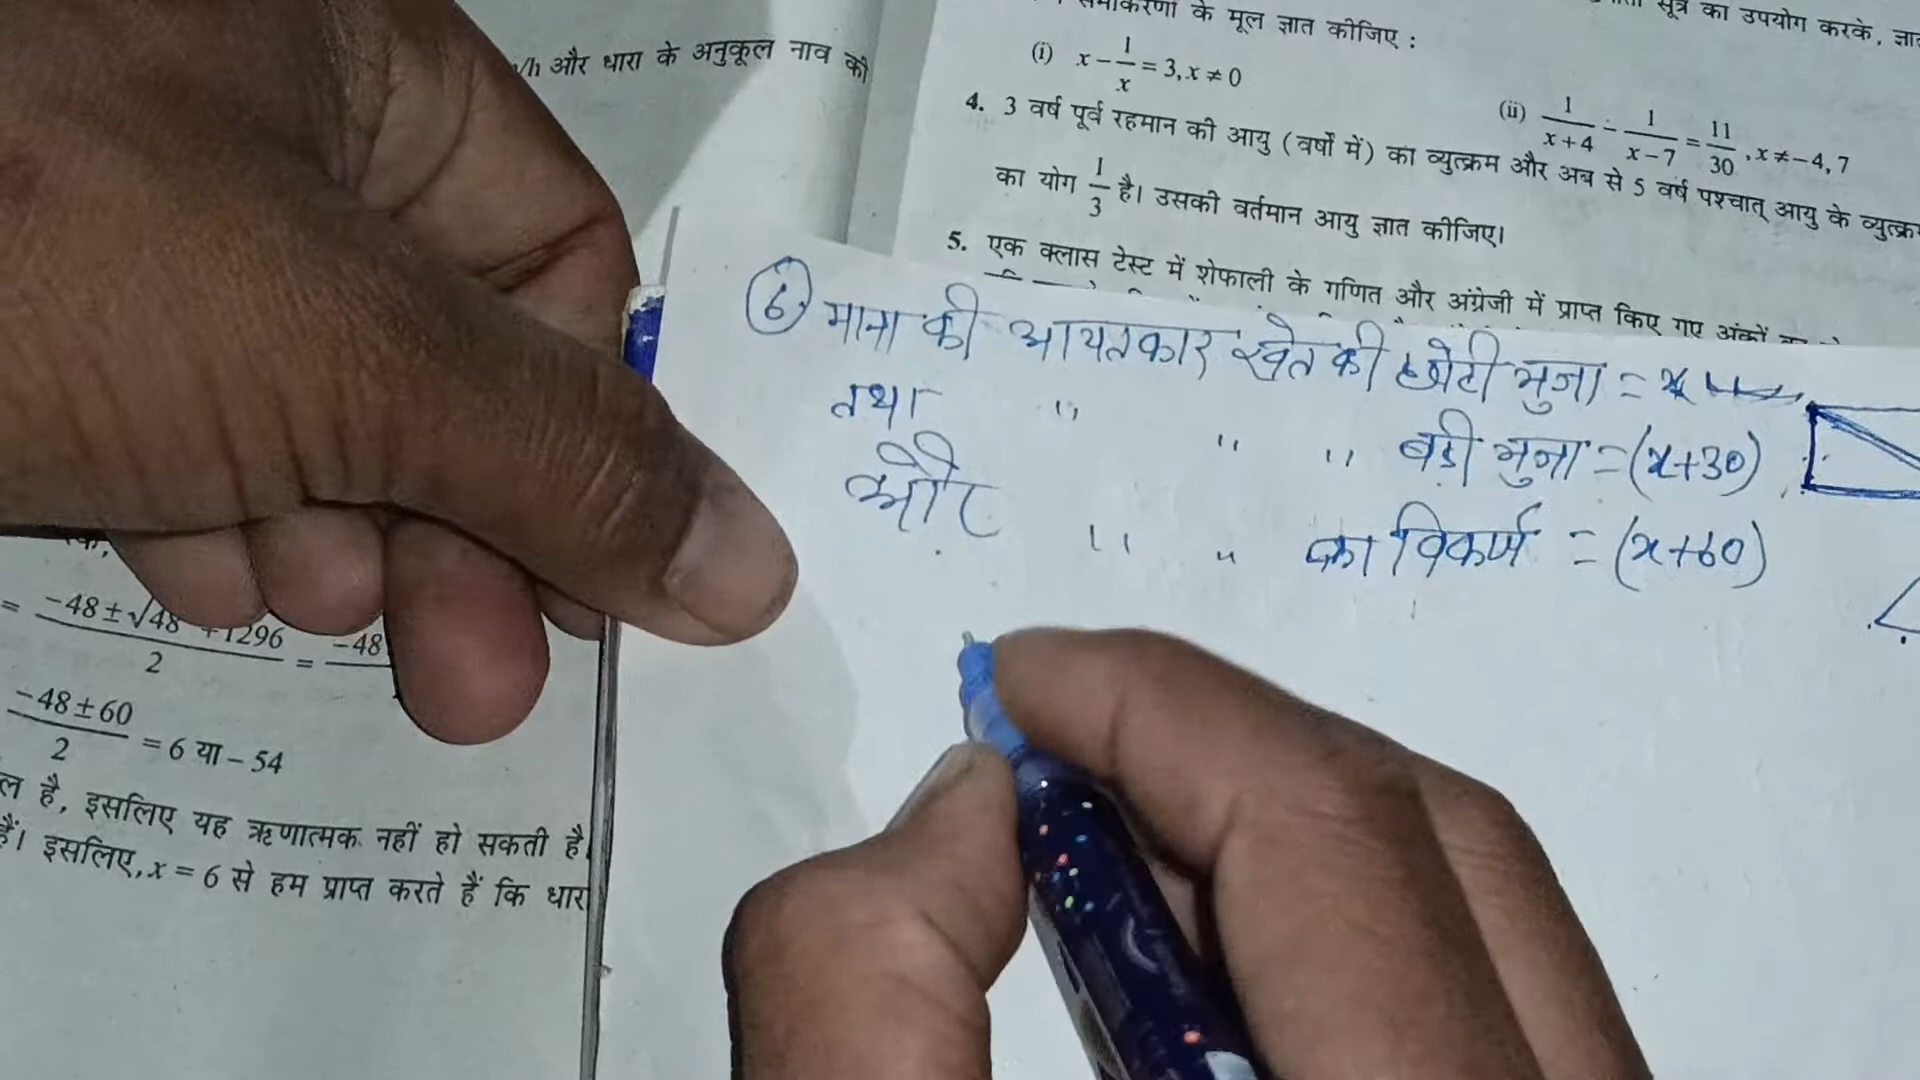 /h और धारा के अनुकूल नाव की
के मूल ज्ञात कीजिए :
सूत्र का उपयोग करके,
(i) x − 1/x = 3, x ≠ 0
(ii) 1/(x+4) − 1/(x−7) = 11/30, x ≠ −4, 7
4. 3 वर्ष पूर्व रहमान की आयु (वर्षों में) का व्युत्क्रम और अब से 5 वर्ष पश्चात् आयु के
का योग 1/3 है। उसकी वर्तमान आयु ज्ञात कीजिए।
5. एक क्लास टेस्ट में शेफाली के गणित और अंग्रेजी में प्राप्त किए गए अंकों
6. माना की आयतकार खेत की छोटी भुजा = x
तथा " " " बड़ी भुजा = (x+30)
और " " का विकर्ण = (x+60)
= −48 ± √48 + 1296 / 2 = −48
−48 ± 60 / 2 = 6 या − 54
है, इसलिए यह ऋणात्मक नहीं हो सकती है
हैं। इसलिए, x = 6 से हम प्राप्त करते हैं कि धार